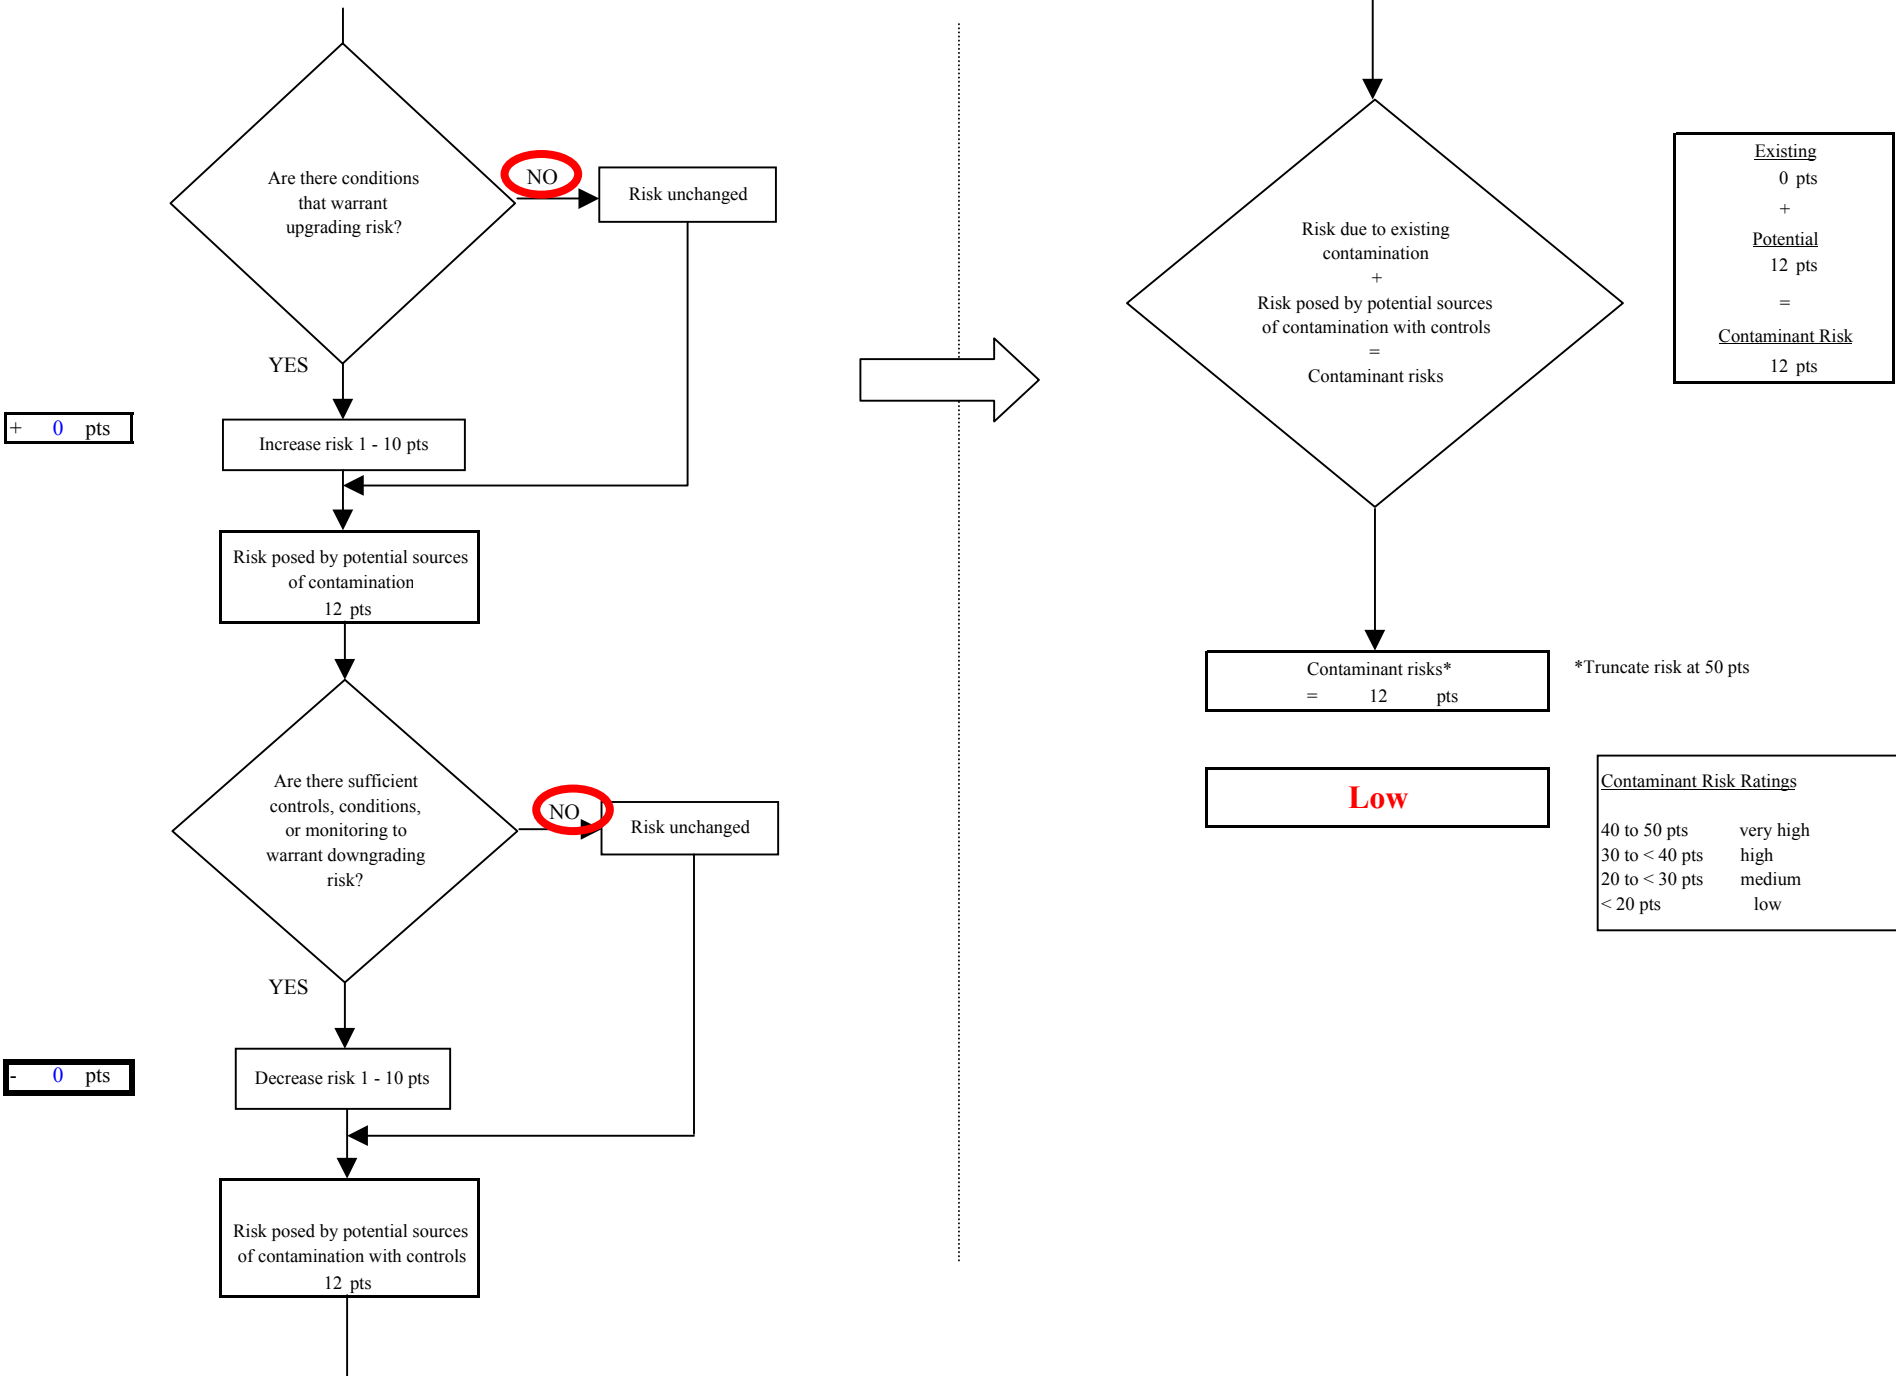 Are there conditions
that warrant
upgrading risk?
NO
Risk unchanged
YES
+ 0 pts
Increase risk 1 - 10 pts
Risk posed by potential sources
of contamination
12 pts
Are there sufficient
controls, conditions,
or monitoring to
warrant downgrading
risk?
NO
Risk unchanged
YES
- 0 pts
Decrease risk 1 - 10 pts
Risk posed by potential sources
of contamination with controls
12 pts
Risk due to existing
contamination
+
Risk posed by potential sources
of contamination with controls
=
Contaminant risks
Existing
0 pts
+
Potential
12 pts
=
Contaminant Risk
12 pts
Contaminant risks*
= 12 pts
*Truncate risk at 50 pts
Low
Contaminant Risk Ratings
40 to 50 pts very high
30 to < 40 pts high
20 to < 30 pts medium
< 20 pts low